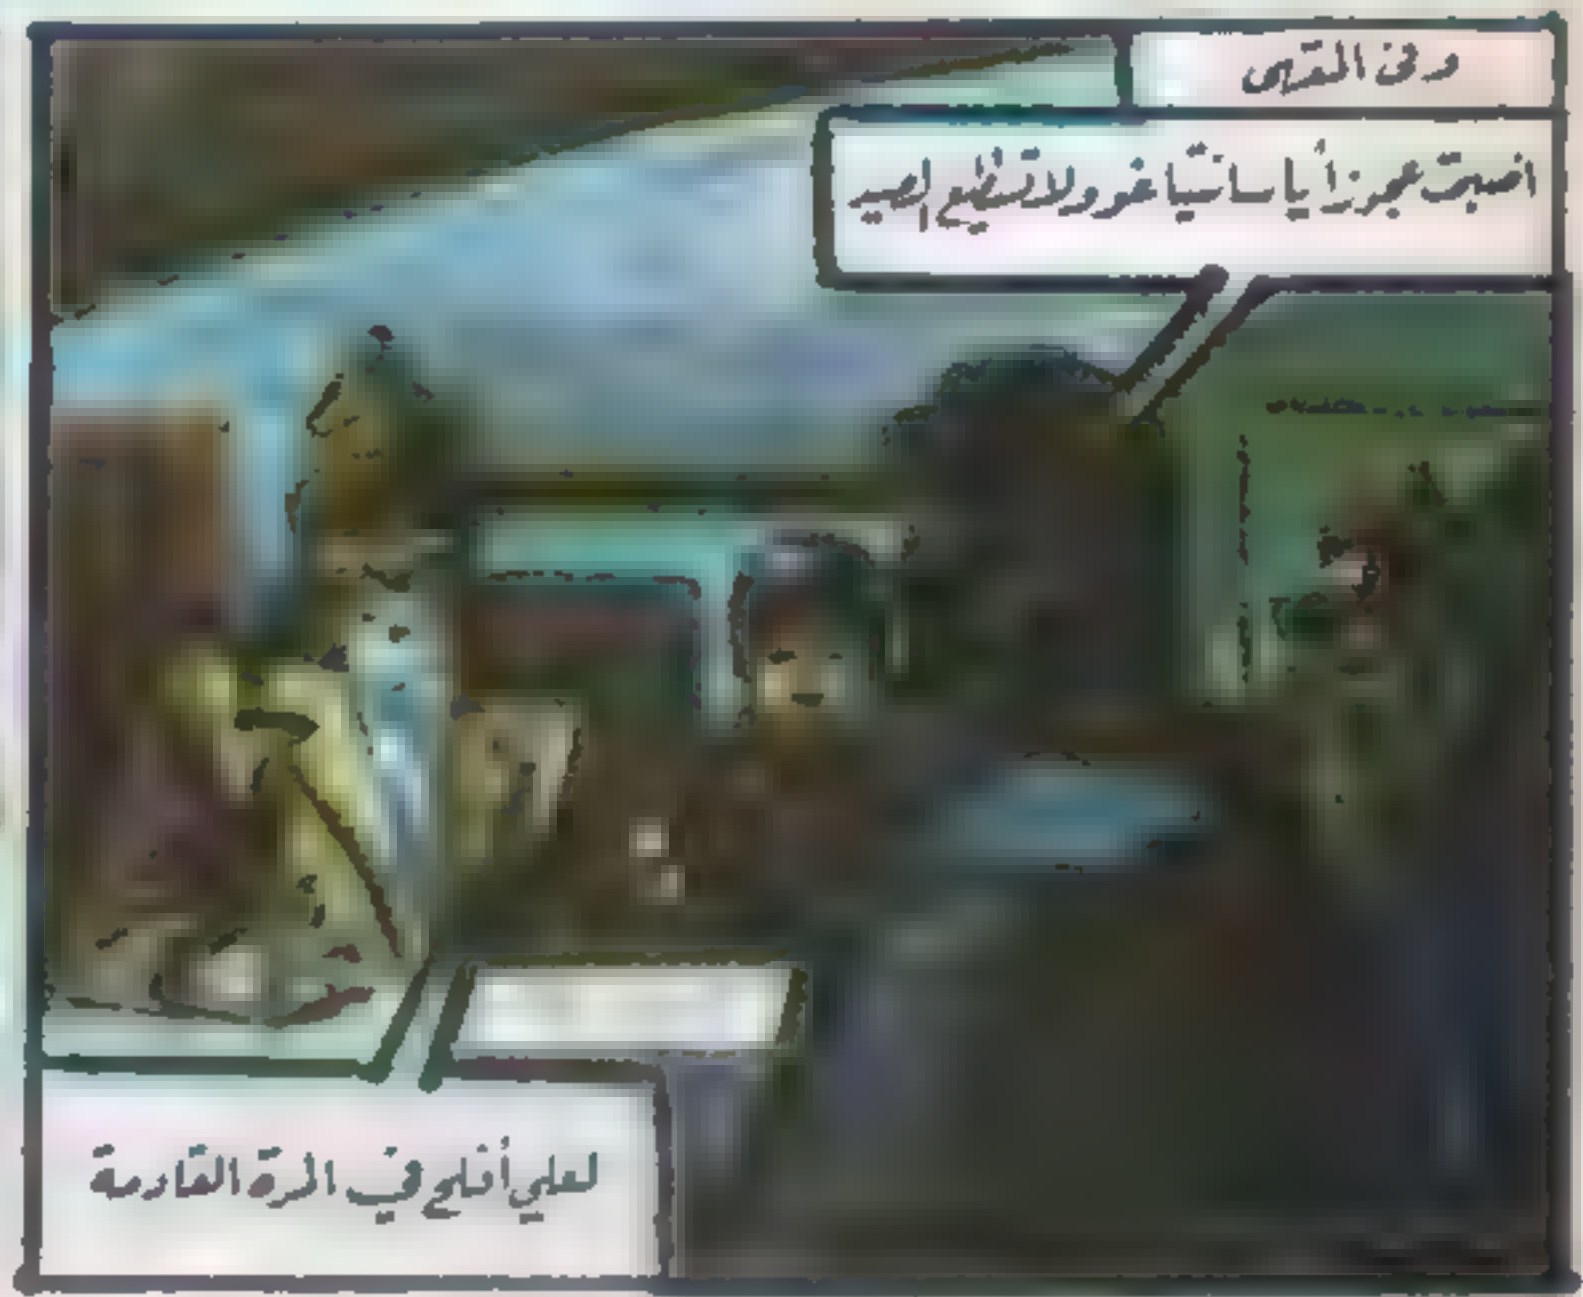 وفي المقهى
اصبحت عجوزاً يا سانتياغو ولا تستطيع الصيد
لعلي أفلح في المرة القادمة